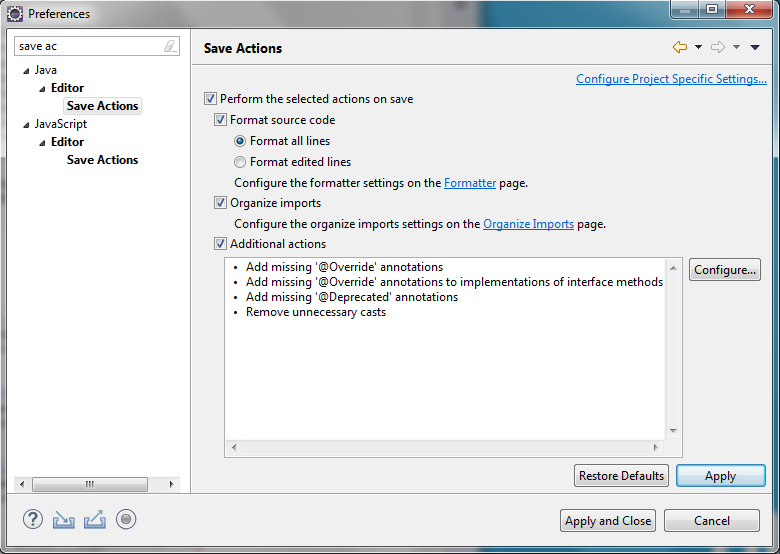 Preferences
save ac
Save Actions
Java
Editor
Save Actions
JavaScript
Editor
Save Actions
Configure Project Specific Settings...
Perform the selected actions on save
Format source code
Format all lines
Format edited lines
Configure the formatter settings on the Formatter page.
Organize imports
Configure the organize imports settings on the Organize Imports page.
Additional actions
• Add missing '@Override' annotations
• Add missing '@Override' annotations to implementations of interface methods
• Add missing '@Deprecated' annotations
• Remove unnecessary casts
Configure...
Restore Defaults
Apply
Apply and Close
Cancel